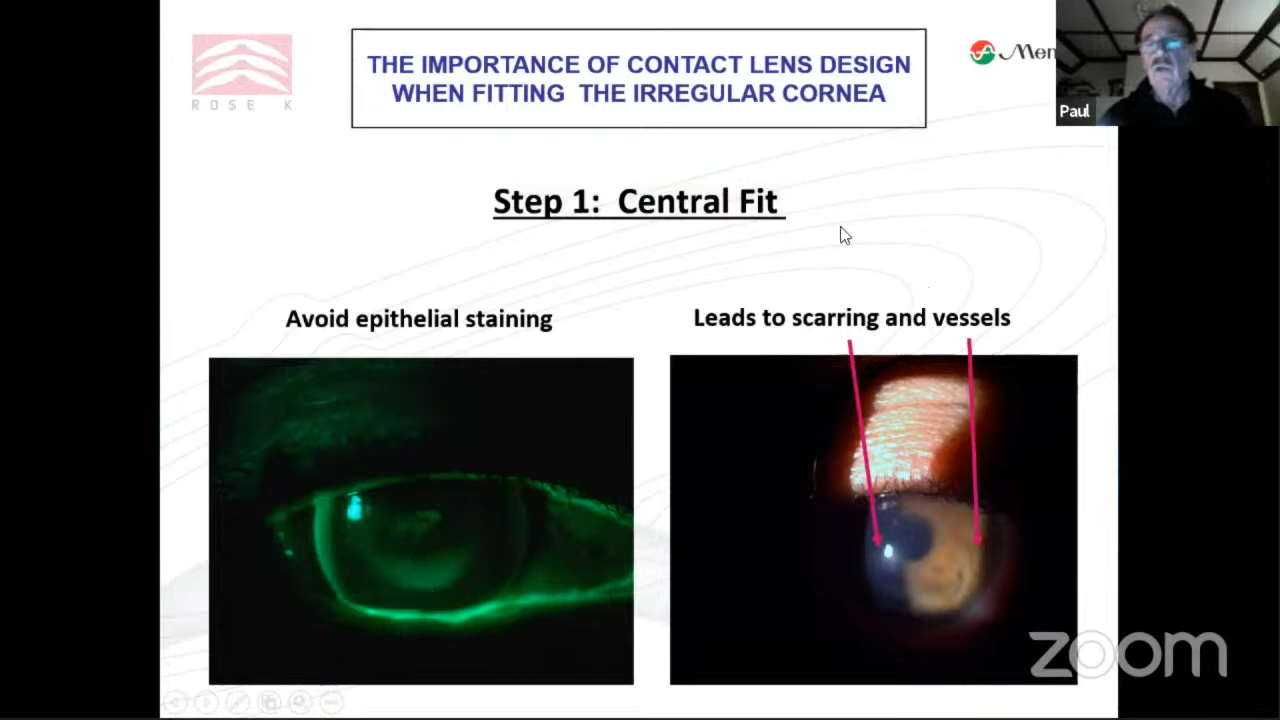 THE IMPORTANCE OF CONTACT LENS DESIGN
WHEN FITTING THE IRREGULAR CORNEA
ROSE K
Men
Paul
Step 1: Central Fit
Avoid epithelial staining
Leads to scarring and vessels
zoom